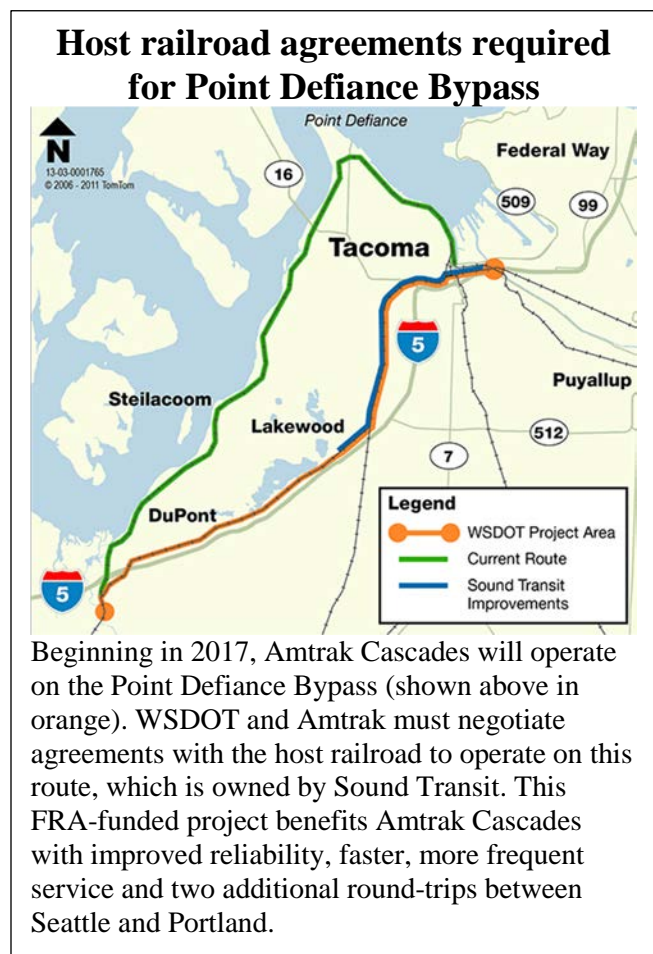 Host railroad agreements required
for Point Defiance Bypass
Point Defiance
N
13-03-0001765
© 2006 - 2011 TomTom
16
Federal Way
509
99
Tacoma
5
Puyallup
Steilacoom
Lakewood
512
7
DuPont
5
Legend
WSDOT Project Area
Current Route
Sound Transit
Improvements
Beginning in 2017, Amtrak Cascades will operate
on the Point Defiance Bypass (shown above in
orange). WSDOT and Amtrak must negotiate
agreements with the host railroad to operate on this
route, which is owned by Sound Transit. This
FRA-funded project benefits Amtrak Cascades
with improved reliability, faster, more frequent
service and two additional round-trips between
Seattle and Portland.